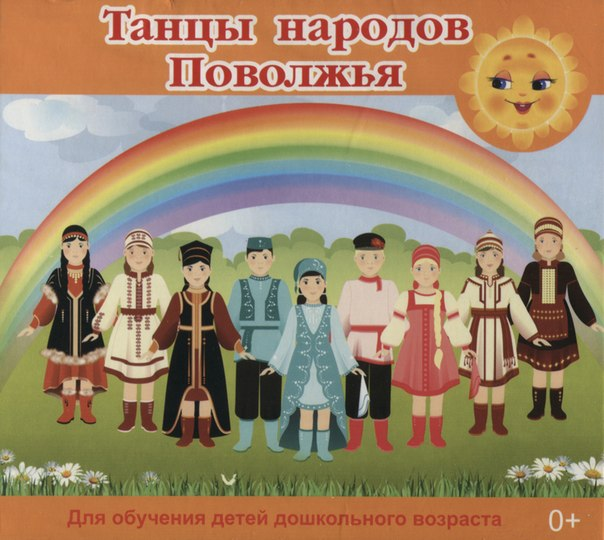 Танцы народов
Поволжья
Для обучения детей дошкольного возраста
0+